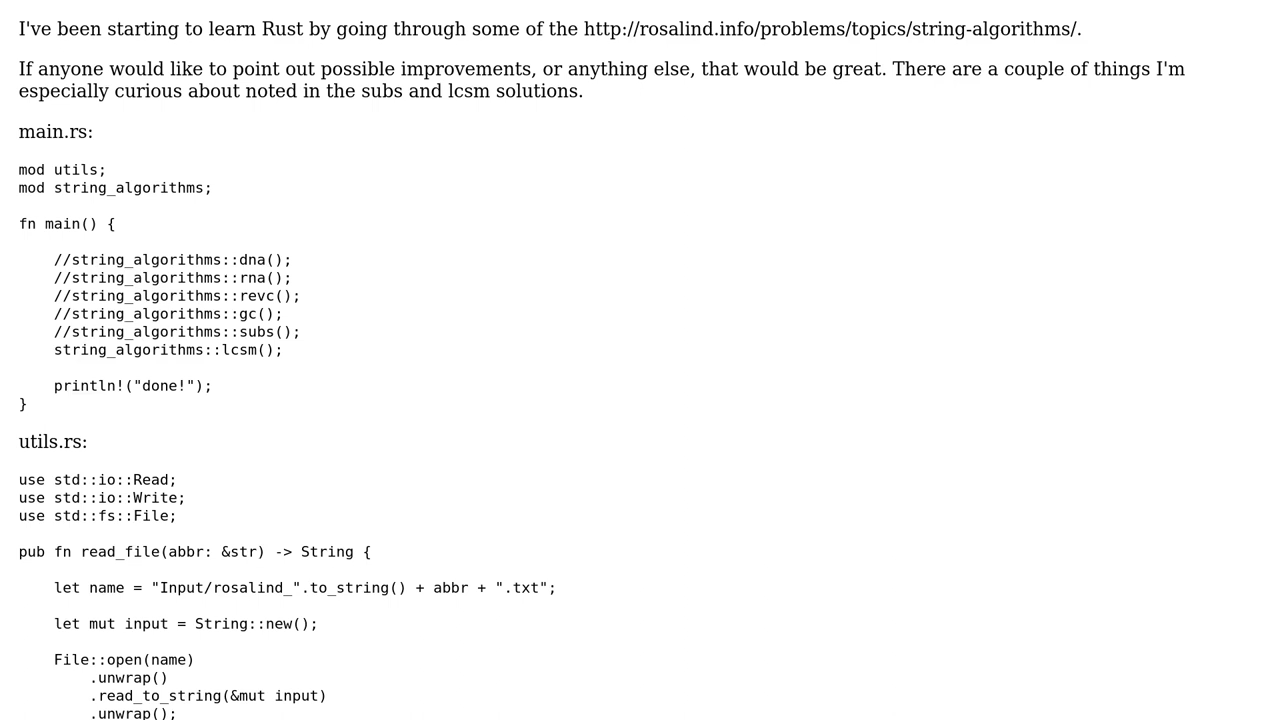 I've been starting to learn Rust by going through some of the http://rosalind.info/problems/topics/string-algorithms/.
If anyone would like to point out possible improvements, or anything else, that would be great. There are a couple of things I'm
especially curious about noted in the subs and lcsm solutions.
main.rs:
mod utils;
mod string_algorithms;
fn main() {
    //string_algorithms::dna();
    //string_algorithms::rna();
    //string_algorithms::revc();
    //string_algorithms::gc();
    //string_algorithms::subs();
    string_algorithms::lcsm();
    println!("done!");
}
utils.rs:
use std::io::Read;
use std::io::Write;
use std::fs::File;
pub fn read_file(abbr: &str) -> String {
    let name = "Input/rosalind_".to_string() + abbr + ".txt";
    let mut input = String::new();
    File::open(name)
        .unwrap()
        .read_to_string(&mut input)
        .unwrap();